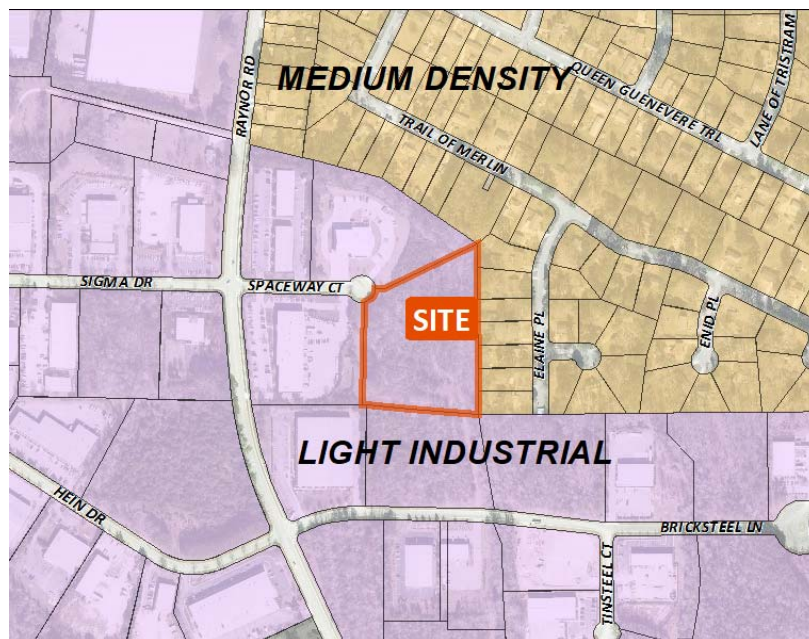 MEDIUM DENSITY
RAYNOR RD
QUEEN GUENEVERE TRL
LANE OF TRISTRAM
TRAIL OF MERLIN
SIGMA DR
SPACEWAY CT
SITE
ELAINE PL
ENID PL
LIGHT INDUSTRIAL
HEIN DR
BRICKSTEEL LN
TINSTEEL CT